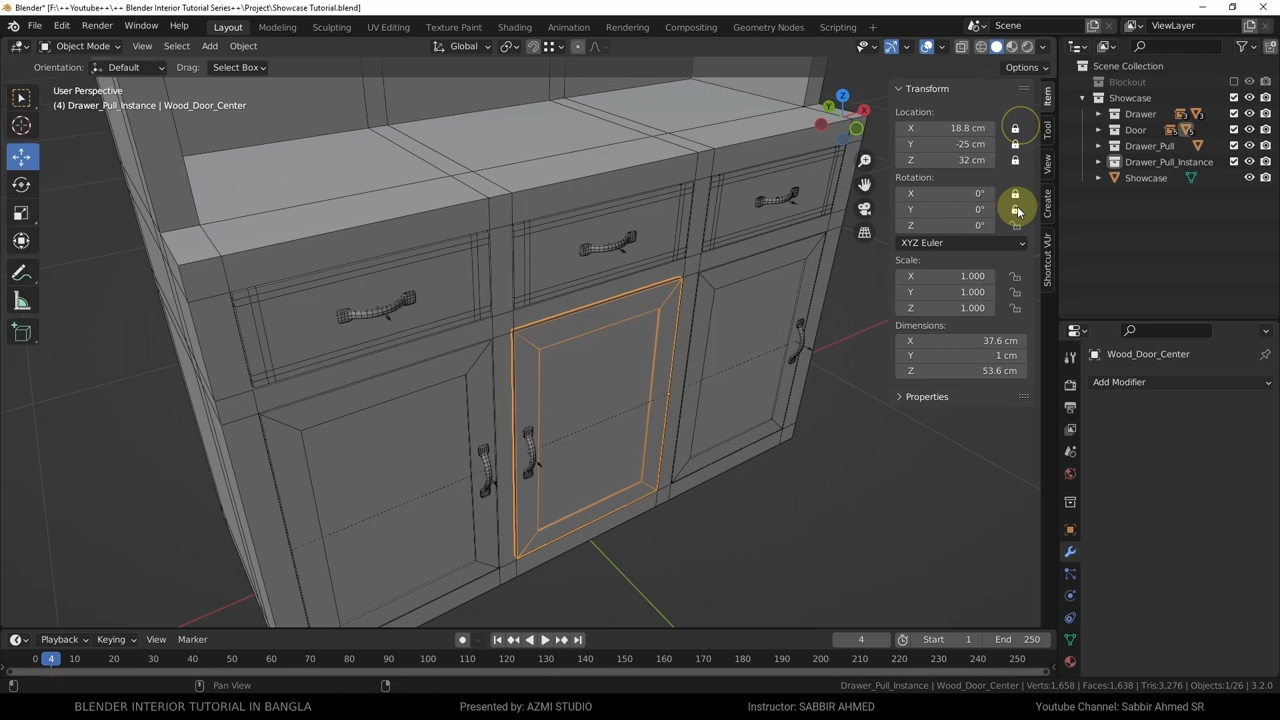 Blender* [F:\++Youtube++\++ Blender Interior Tutorial Series++\Project\Showcase Tutorial.blend]
File Edit Render Window Help Layout Modeling Sculpting UV Editing Texture Paint Shading Animation Rendering Compositing Geometry Nodes Scripting + Scene ViewLayer
Object Mode View Select Add Object Global
Orientation: Default Drag: Select Box Options
User Perspective
(4) Drawer_Pull_Instance | Wood_Door_Center
Z
Y
X
Transform
Location:
X 18.8 cm
Y -25 cm
Z 32 cm
Rotation:
X 0°
Y 0°
Z 0°
XYZ Euler
Scale:
X 1.000
Y 1.000
Z 1.000
Dimensions:
X 37.6 cm
Y 1 cm
Z 53.6 cm
Properties
Item
Tool
View
Create
Shortcut VUr
Scene Collection
Blockout
Showcase
Drawer 3 3
Door 3 5
Drawer_Pull
Drawer_Pull_Instance
Showcase
Wood_Door_Center
Add Modifier
Playback Keying View Marker 4 Start 1 End 250
0 4 10 20 30 40 50 60 70 80 90 100 110 120 130 140 150 160 170 180 190 200 210 220 230 240 250
Pan View Drawer_Pull_Instance | Wood_Door_Center | Verts:1,658 | Faces:1,638 | Tris:3,276 | Objects:1/26 | 3.2.0
BLENDER INTERIOR TUTORIAL IN BANGLA Presented by: AZMI STUDIO Instructor: SABBIR AHMED Youtube Channel: Sabbir Ahmed SR